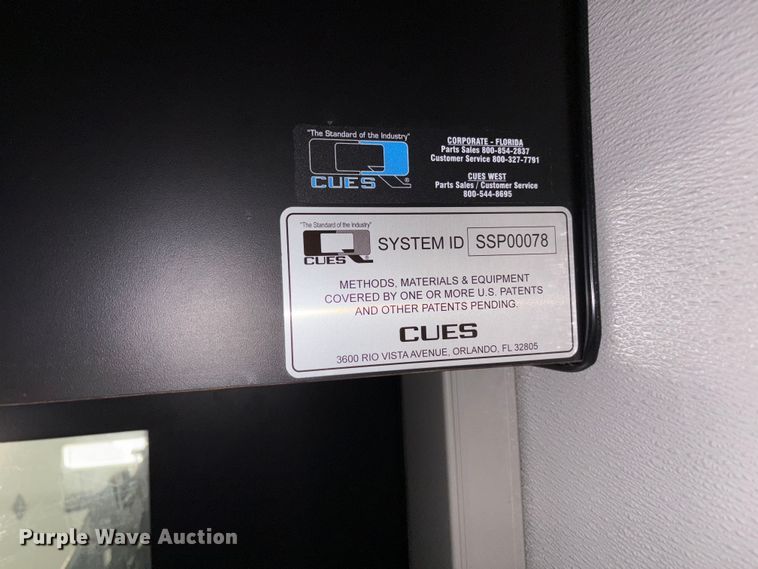 "The Standard of the Industry"
CUES®
CORPORATE - FLORIDA
Parts Sales 800-854-2837
Customer Service 800-327-7791
CUES WEST
Parts Sales / Customer Service
800-544-8695
"The Standard of the Industry"
CUES®
SYSTEM ID SSP00078
METHODS, MATERIALS & EQUIPMENT
COVERED BY ONE OR MORE U.S. PATENTS
AND OTHER PATENTS PENDING.
CUES
3600 RIO VISTA AVENUE, ORLANDO, FL 32805
Purple Wave Auction